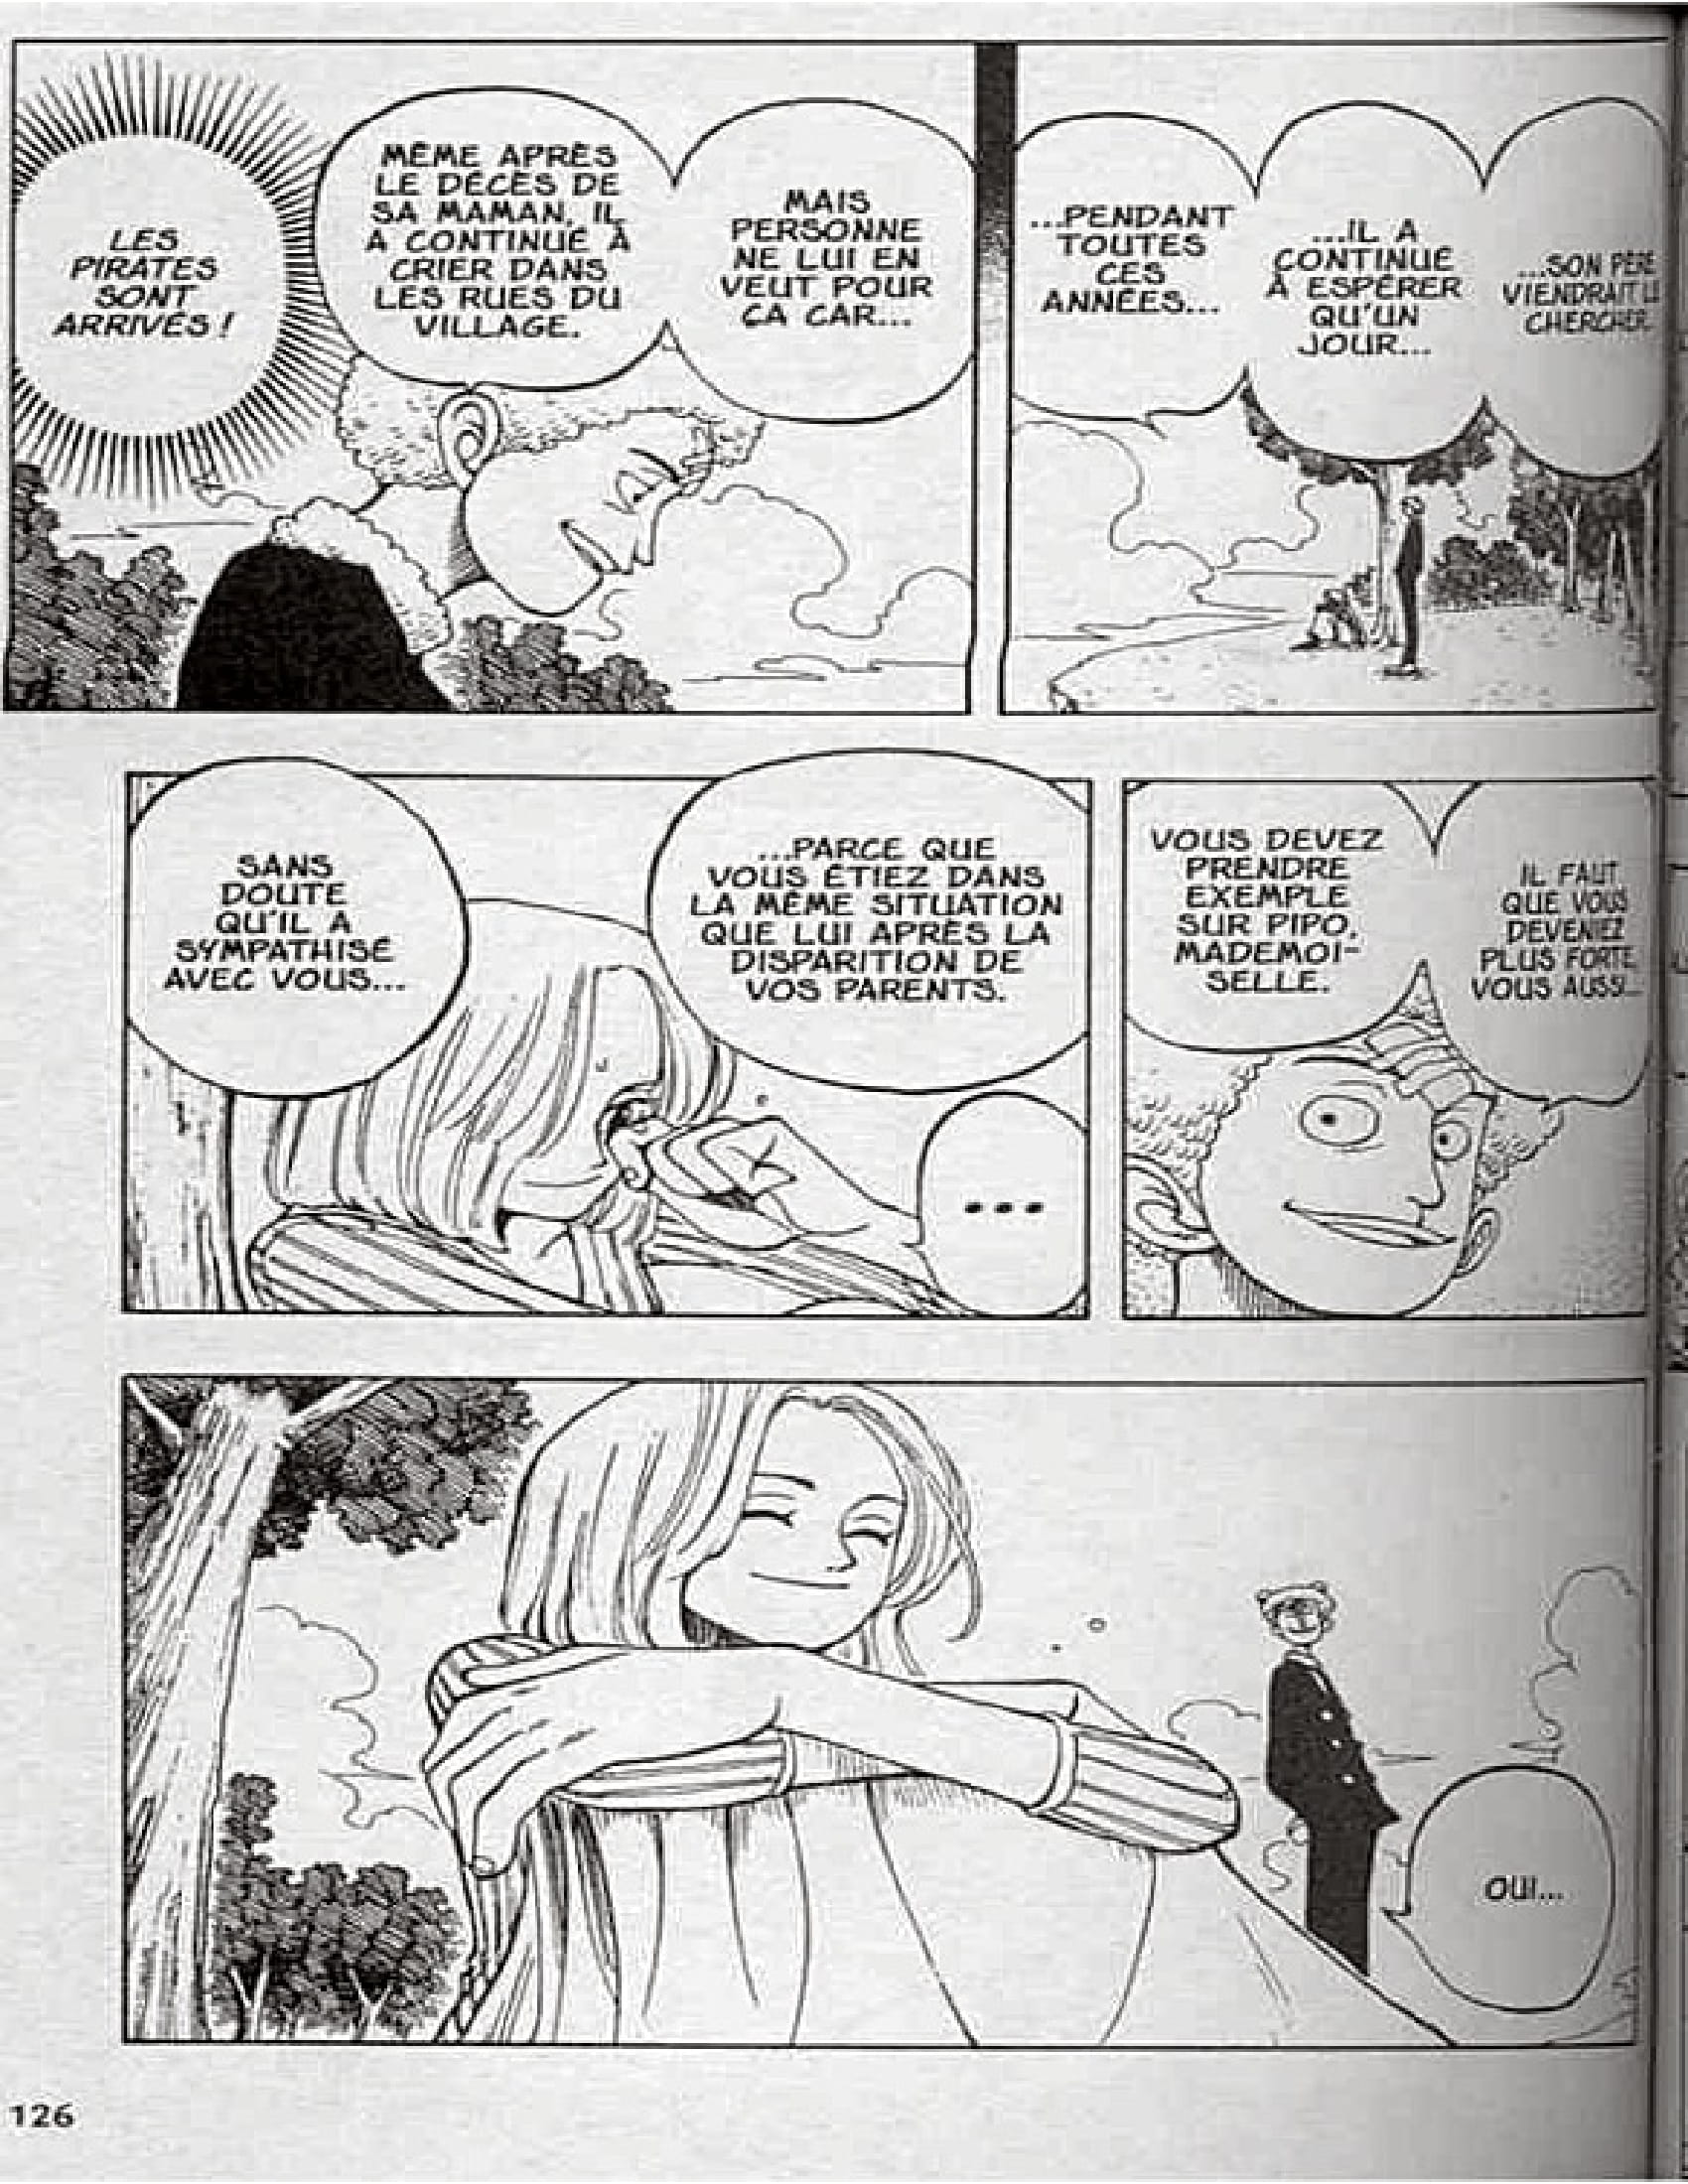 LES
PIRATES
SONT
ARRIVÉS !
MÊME APRÈS
LE DÉCÈS DE
SA MAMAN, IL
A CONTINUÉ À
CRIER DANS
LES RUES DU
VILLAGE.
MAIS
PERSONNE
NE LUI EN
VEUT POUR
ÇA CAR...
...PENDANT
TOUTES
CES
ANNÉES...
...IL A
CONTINUÉ
À ESPÉRER
QU'UN
JOUR...
...SON PÈRE
VIENDRAIT LE
CHERCHER.
SANS
DOUTE
QU'IL A
SYMPATHISÉ
AVEC VOUS...
...PARCE QUE
VOUS ÉTIEZ DANS
LA MÊME SITUATION
QUE LUI APRÈS LA
DISPARITION DE
VOS PARENTS.
...
VOUS DEVEZ
PRENDRE
EXEMPLE
SUR PIPO,
MADEMOI-
SELLE.
IL FAUT
QUE VOUS
DEVENIEZ
PLUS FORTE
VOUS AUSSI...
OUI...
126